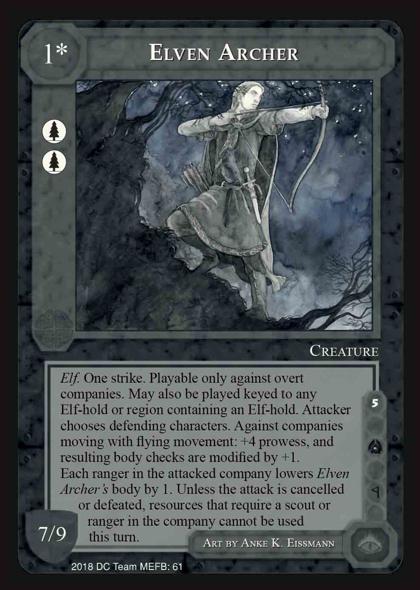 1*
ELVEN ARCHER
CREATURE
Elf. One strike. Playable only against overt
companies. May also be played keyed to any
Elf-hold or region containing an Elf-hold. Attacker
chooses defending characters. Against companies
moving with flying movement: +4 prowess, and
resulting body checks are modified by +1.
Each ranger in the attacked company lowers Elven
Archer's body by 1. Unless the attack is cancelled
or defeated, resources that require a scout or
ranger in the company cannot be used
this turn.
5
7/9
ART BY ANKE K. EISSMANN
2018 DC Team MEFB: 61